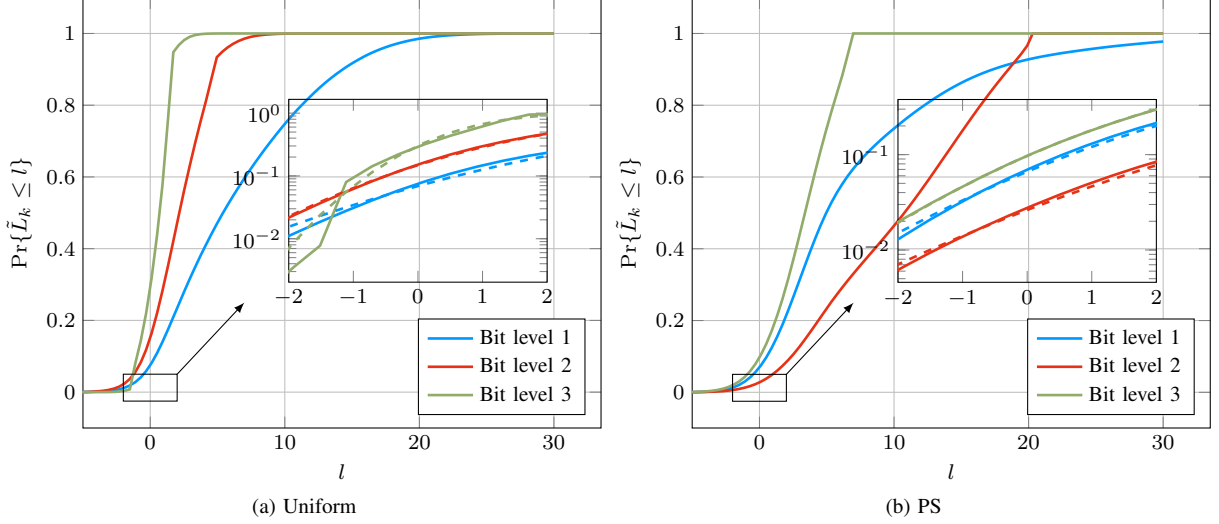 1
0.8
0.6
0.4
0.2
0
Pr{L̃_k ≤ l}
10^0
10^{-1}
10^{-2}
−2 −1 0 1 2
Bit level 1
Bit level 2
Bit level 3
0 10 20 30
l
(a) Uniform
1
0.8
0.6
0.4
0.2
0
Pr{L̃_k ≤ l}
10^{-1}
10^{-2}
−2 −1 0 1 2
Bit level 1
Bit level 2
Bit level 3
0 10 20 30
l
(b) PS